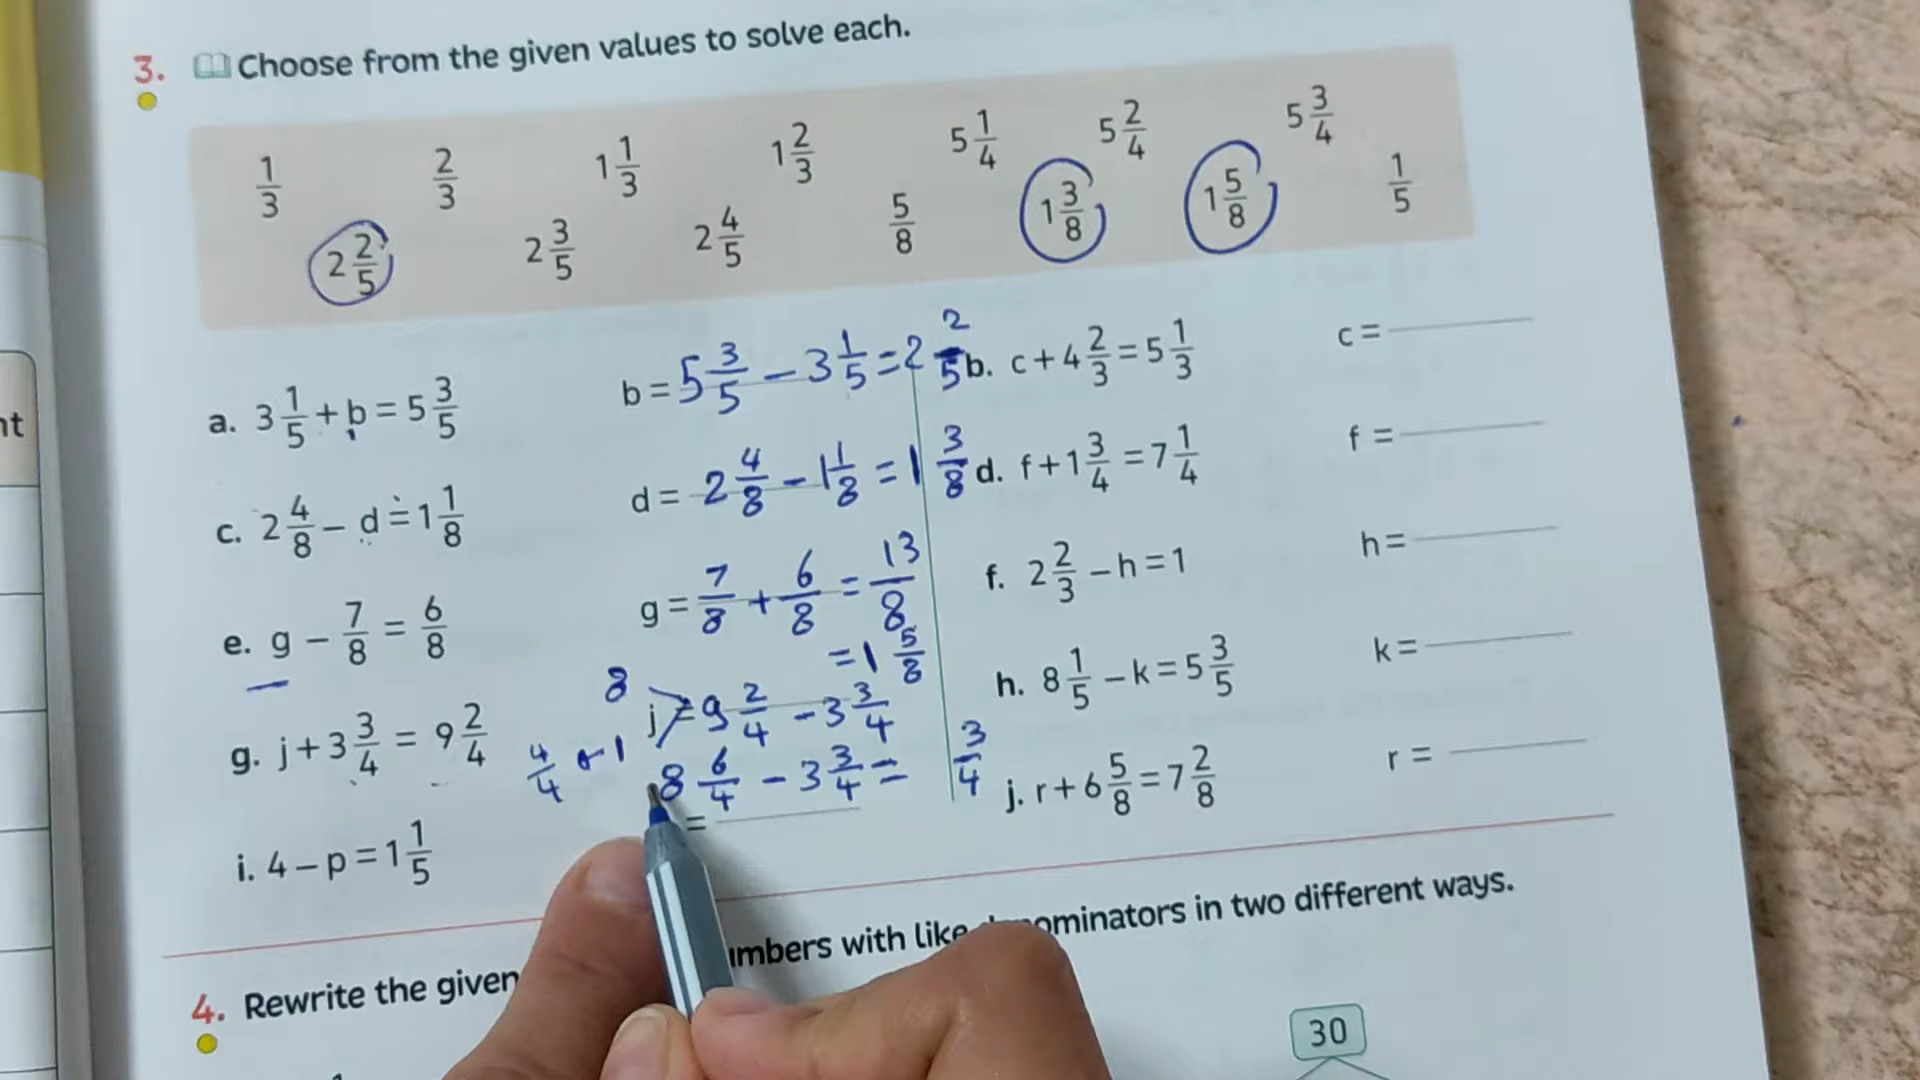 3. Choose from the given values to solve each.
1/3 2/3 1 1/3 1 2/3 5 1/4 5 2/4 5 3/4
2 2/5 2 3/5 2 4/5 5/8 1 3/8 1 5/8 1/5
a. 3 1/5 + b = 5 3/5 b = 5 3/5 - 3 1/5 = 2 2/5
b. c + 4 2/3 = 5 1/3 c =
c. 2 4/8 - d = 1 1/8 d = 2 4/8 - 1 1/8 = 1 3/8
d. f + 1 3/4 = 7 1/4 f =
e. g - 7/8 = 6/8 g = 7/8 + 6/8 = 13/8
= 1 5/8
f. 2 2/3 - h = 1 h =
g. j + 3 3/4 = 9 2/4 j = 9 2/4 - 3 3/4
8
4/4 or 1 8 6/4 - 3 3/4 = 3/4
h. 8 1/5 - k = 5 3/5 k =
i. 4 - p = 1 1/5 =
j. r + 6 5/8 = 7 2/8 r =
4. Rewrite the given umbers with like denominators in two different ways.
30